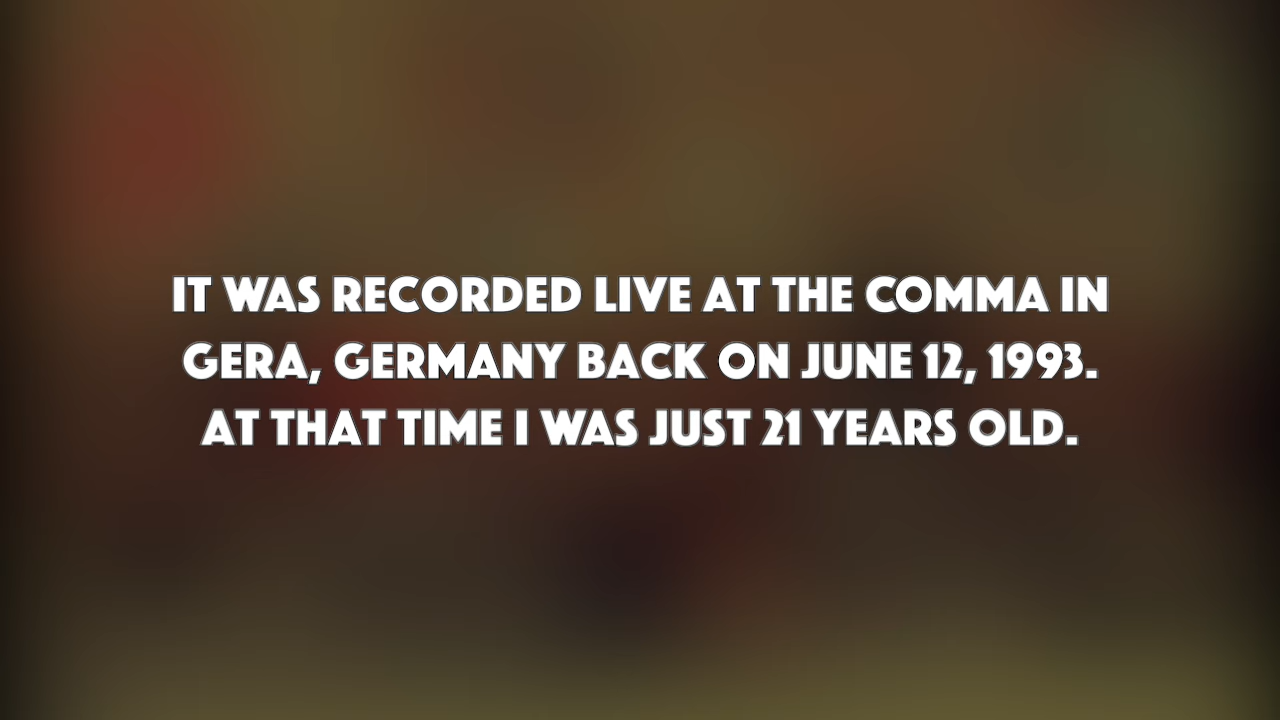 IT WAS RECORDED LIVE AT THE COMMA IN
GERA, GERMANY BACK ON JUNE 12, 1993.
AT THAT TIME I WAS JUST 21 YEARS OLD.